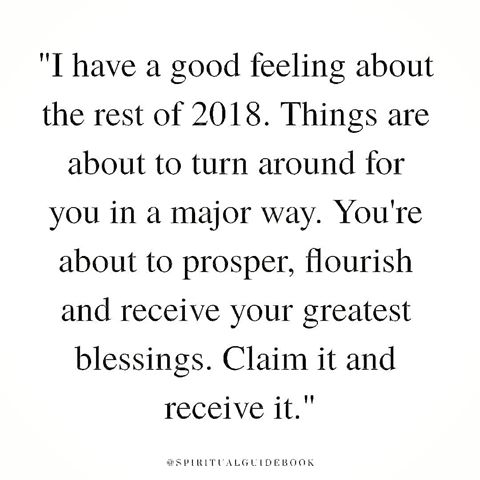 "I have a good feeling about
the rest of 2018. Things are
about to turn around for
you in a major way. You're
about to prosper, flourish
and receive your greatest
blessings. Claim it and
receive it."
@SPIRITUALGUIDEBOOK